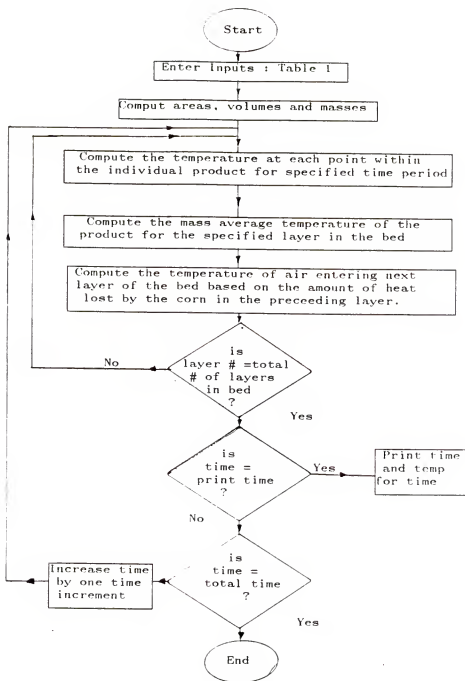 Start
Enter Inputs : Table 1
Comput areas, volumes and masses
Compute the temperature at each point within
the individual product for specified time period
Compute the mass average temperature of the
product for the specified layer in the bed
Compute the temperature of air entering next
layer of the bed based on the amount of heat
lost by the corn in the preceeding layer.
No
is
layer # =total
# of layers
in bed
?
Yes
is
time =
print time
?
Yes
Print time
and temp
for time
No
is
time =
total time
?
Increase time
by one time
increment
Yes
End